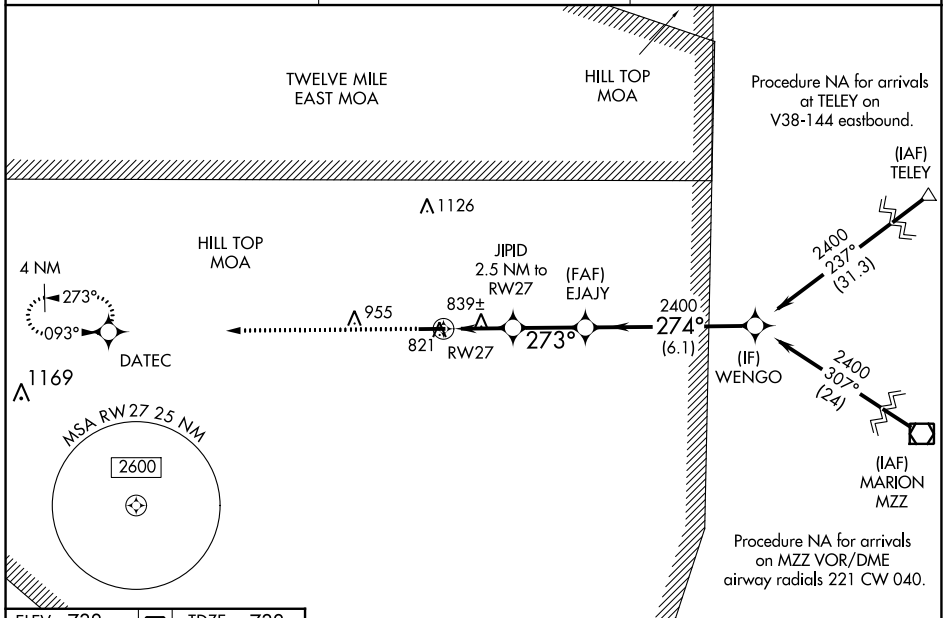 TWELVE MILE
EAST MOA
HILL TOP
MOA
Procedure NA for arrivals
at TELEY on
V38-144 eastbound.
(IAF)
TELEY
1126
HILL TOP
MOA
2400
237°
(31.3)
4 NM
273°
093°
DATEC
JIPID
2.5 NM to
RW27
(FAF)
EJAJY
955
839±
821
RW27
273°
2400
274°
(6.1)
(IF)
WENGO
2400
307°
(24)
1169
MSA RW 27 25 NM
2600
(IAF)
MARION
MZZ
Procedure NA for arrivals
on MZZ VOR/DME
airway radials 221 CW 040.